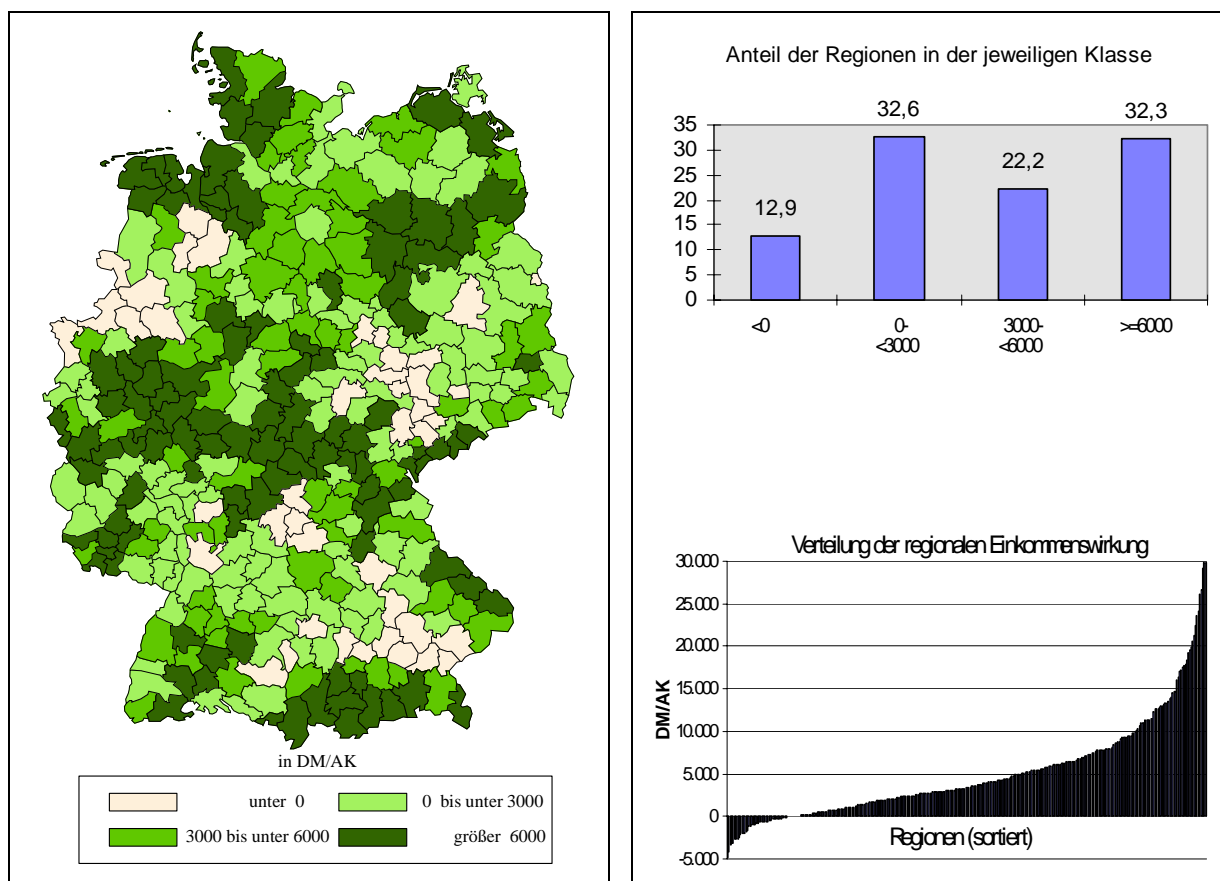 in DM/AK
unter 0
0 bis unter 3000
3000 bis unter 6000
größer 6000
Anteil der Regionen in der jeweiligen Klasse
35
30
25
20
15
10
5
0
12,9
32,6
22,2
32,3
<0
0-
<3000
3000-
<6000
>=6000
Verteilung der regionalen Einkommenswirkung
DM/AK
30.000
25.000
20.000
15.000
10.000
5.000
0
-5.000
Regionen (sortiert)